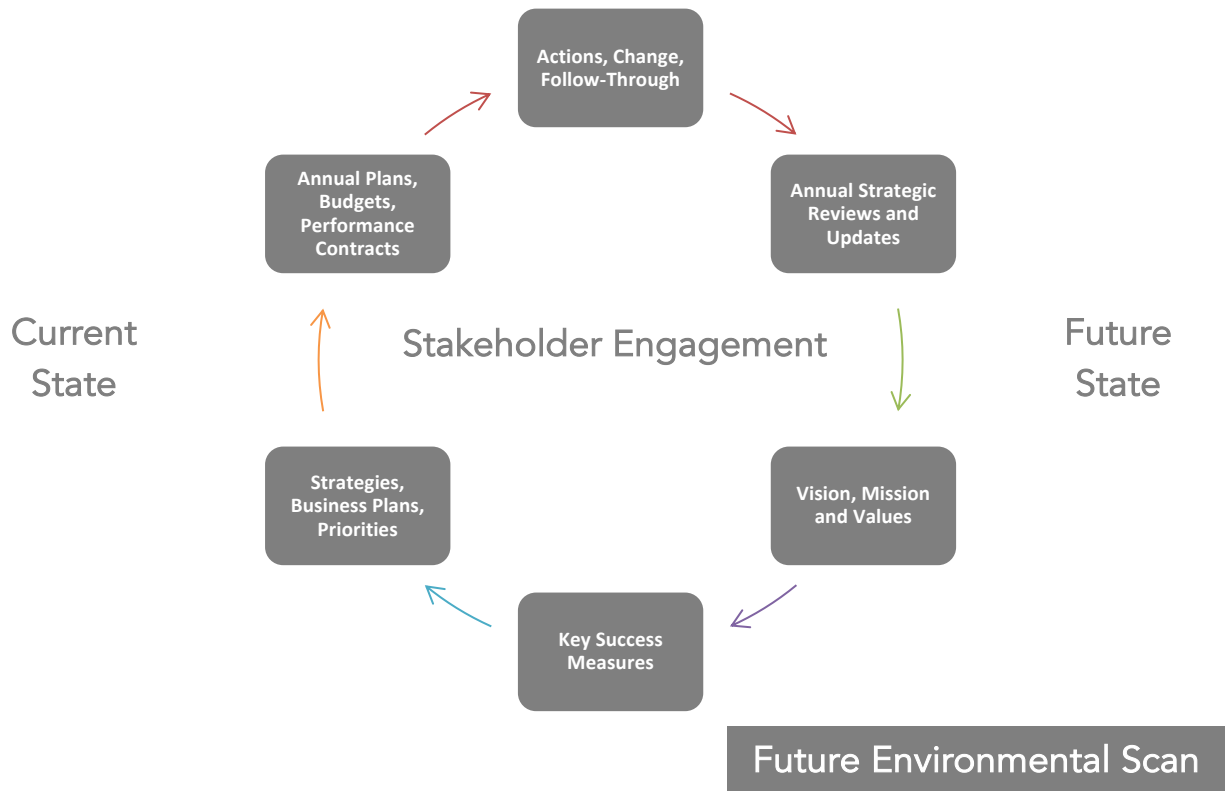 Actions, Change,
Follow-Through
Annual Plans,
Budgets,
Performance
Contracts
Annual Strategic
Reviews and
Updates
Current
State
Stakeholder Engagement
Future
State
Strategies,
Business Plans,
Priorities
Vision, Mission
and Values
Key Success
Measures
Future Environmental Scan